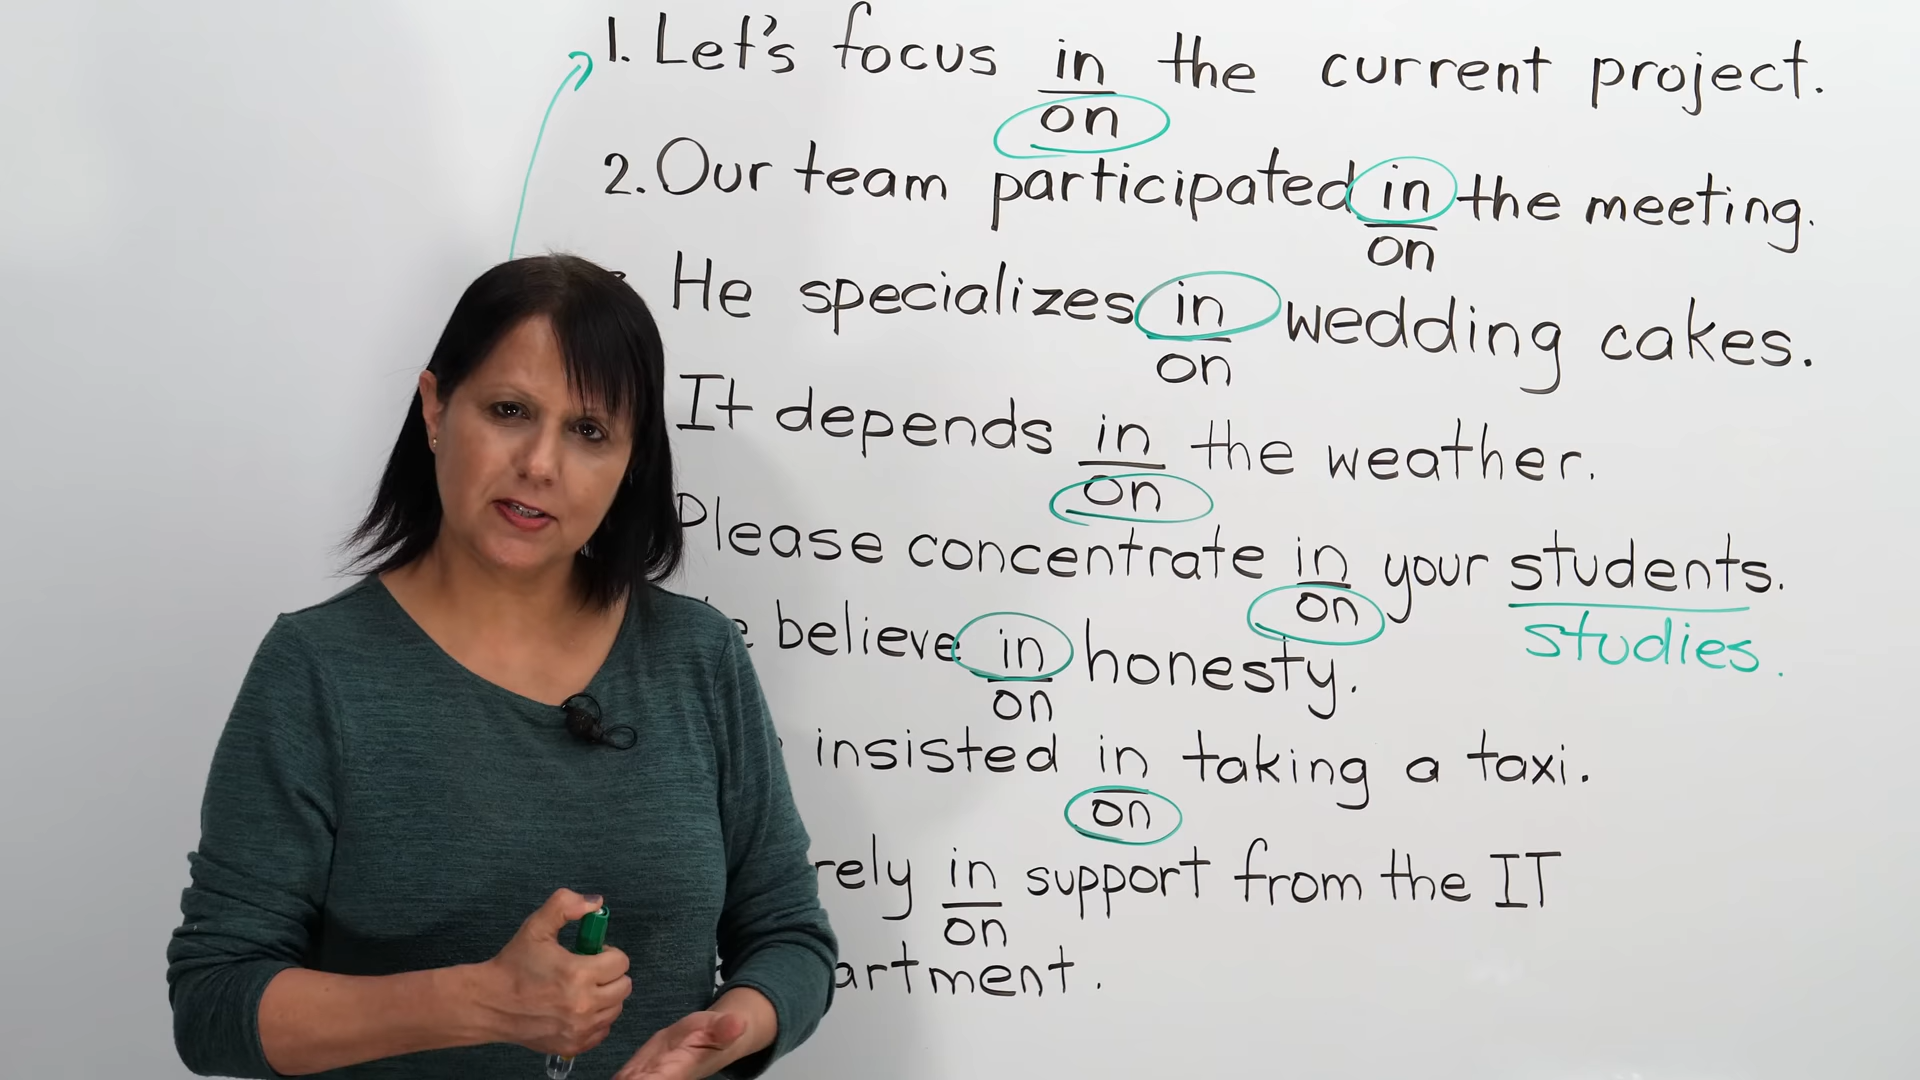 1. Let's focus in the current project.
on
2. Our team participated in the meeting.
on
He specializes in wedding cakes.
on
It depends in the weather.
on
Please concentrate in your students.
on
studies.
believe in honesty.
on
insisted in taking a taxi.
on
rely in support from the IT
on
artment.